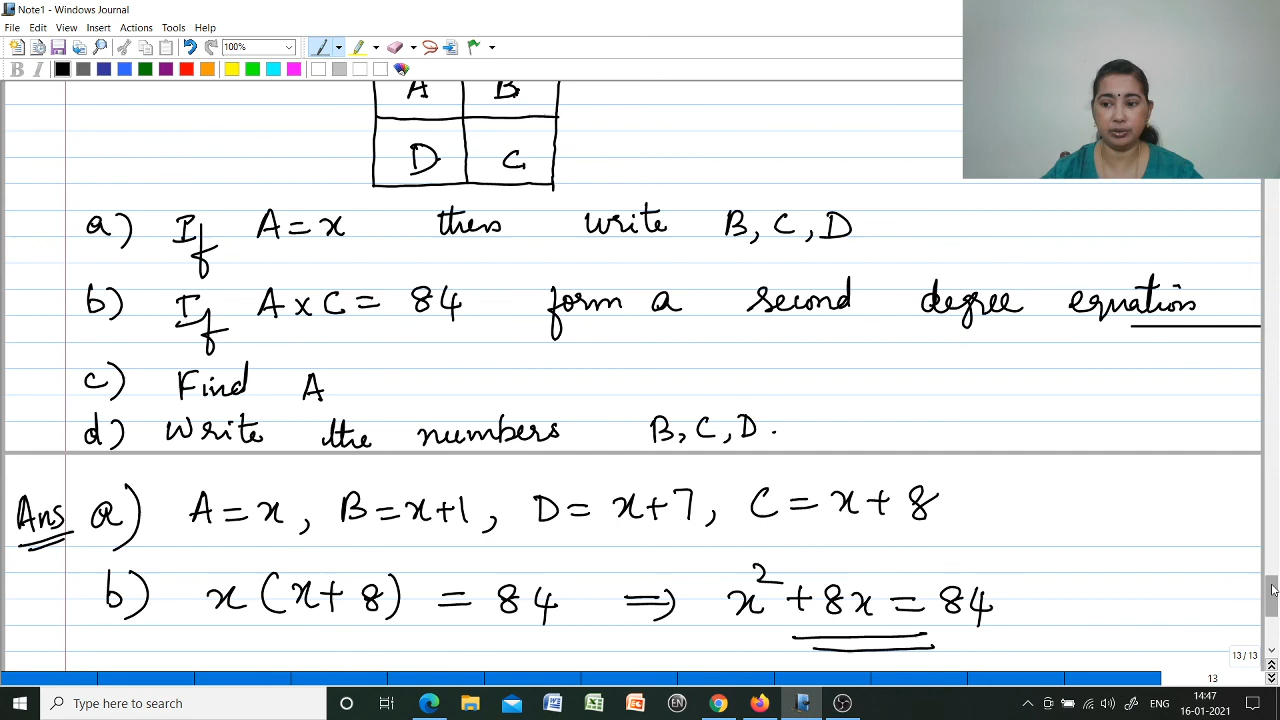 Note1 - Windows Journal
File Edit View Insert Actions Tools Help
100%
B I
A B
D C
a) If A = x then write B, C, D
b) If A x C = 84 form a second degree equation
c) Find A
d) Write the numbers B, C, D.
Ans a) A = x, B = x+1, D = x+7, C = x+8
b) x(x+8) = 84 ⇒ x² + 8x = 84
13 / 13
13
Type here to search
EN
ENG
14:47
16-01-2021